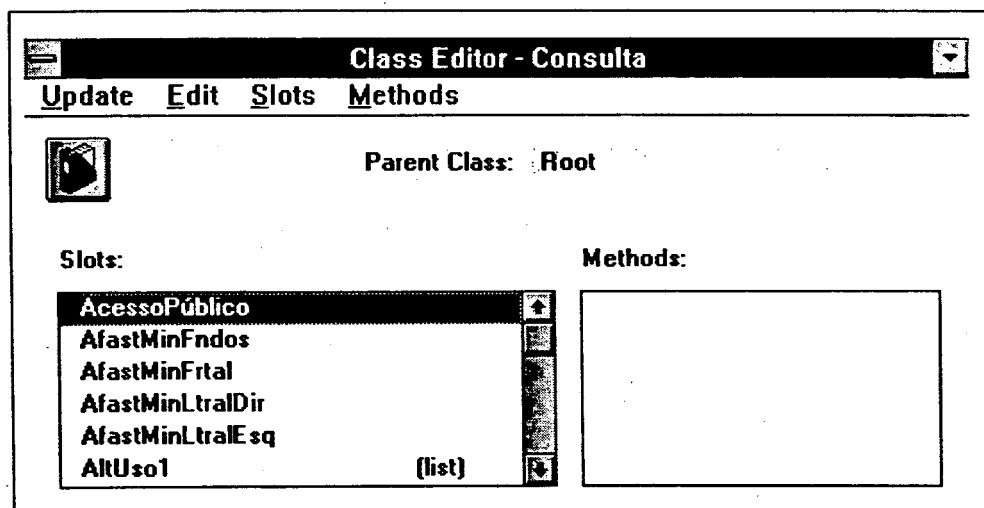 Class Editor - Consulta
Update Edit Slots Methods
Parent Class: Root
Slots: Methods:
AcessoPúblico
AfastMinFndos
AfastMinFrtal
AfastMinLtralDir
AfastMinLtralEsq
AltUso1 (list)